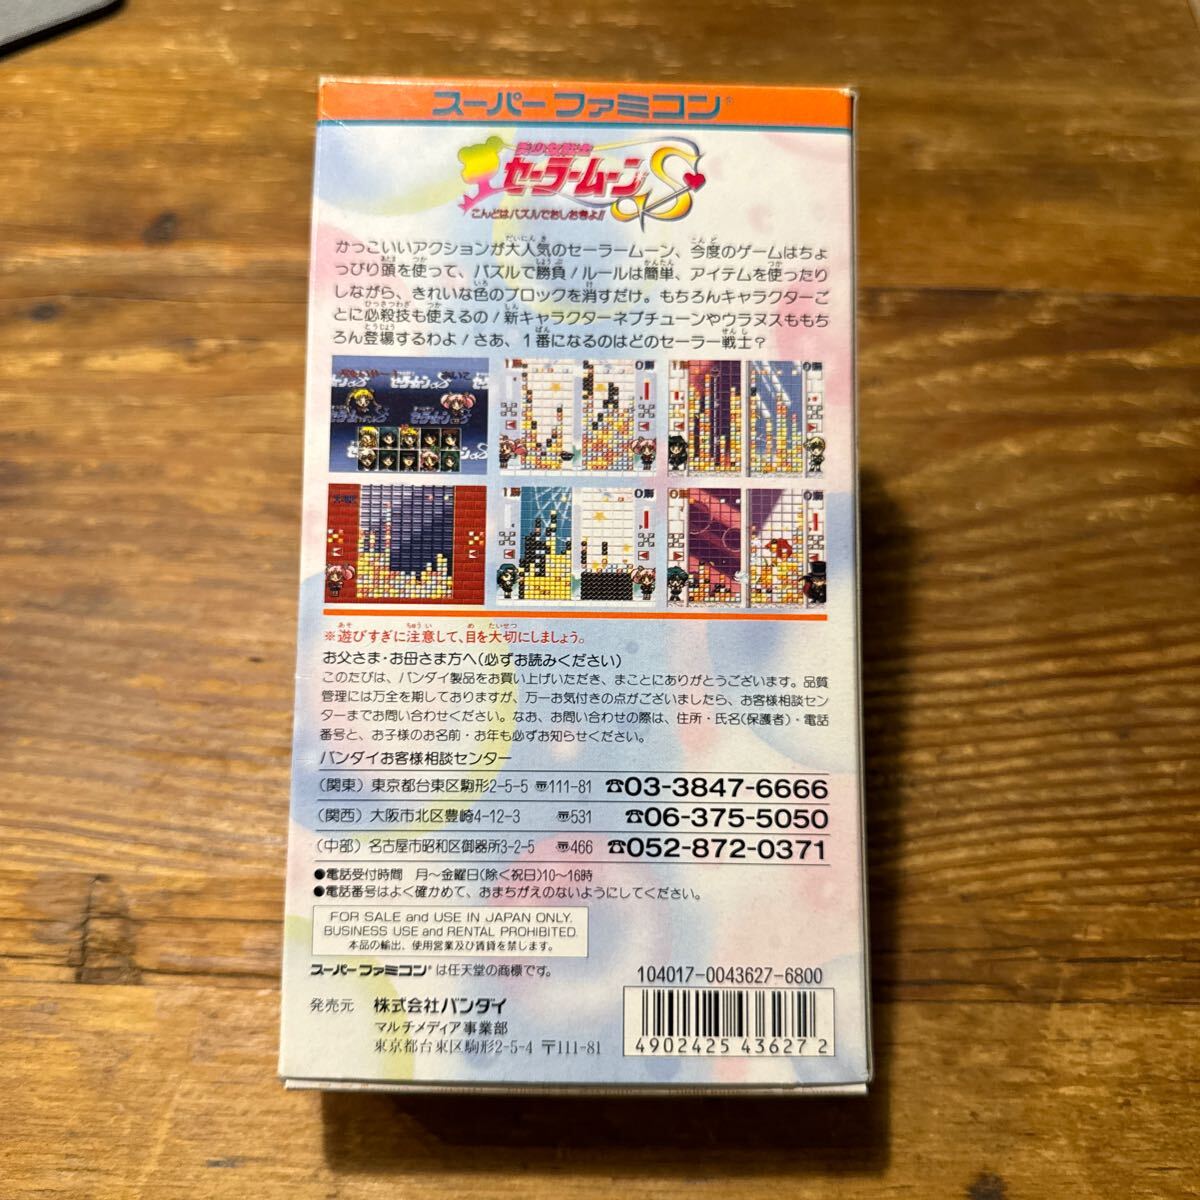 スーパーファミコン®
美少女戦士
セーラームーンS
こんどはパズルでおしおきよ!!
かっこいいアクションが大人気のセーラームーン、今度のゲームはちょ
っぴり頭を使って、パズルで勝負!ルールは簡単、アイテムを使ったり
しながら、きれいな色のブロックを消すだけ。もちろんキャラクターご
とに必殺技も使えるの!新キャラクターネプチューンやウラヌスももち
ろん登場するわよ!さあ、1番になるのはどのセーラー戦士?
※遊びすぎに注意して、目を大切にしましょう。
お父さま・お母さま方へ(必ずお読みください)
このたびは、バンダイ製品をお買い上げいただき、まことにありがとうございます。品質
管理には万全を期しておりますが、万一お気付きの点がございましたら、お客様相談セン
ターまでお問い合わせください。なお、お問い合わせの際は、住所・氏名(保護者)・電話
番号と、お子様のお名前・お年も必ずお知らせください。
バンダイお客様相談センター
(関東) 東京都台東区駒形2-5-5 〠111-81 ☎03-3847-6666
(関西) 大阪市北区豊崎4-12-3 〠531 ☎06-375-5050
(中部) 名古屋市昭和区御器所3-2-5 〠466 ☎052-872-0371
●電話受付時間 月〜金曜日(除く祝日)10〜16時
●電話番号はよく確かめて、おまちがえのないようにしてください。
FOR SALE and USE IN JAPAN ONLY.
BUSINESS USE and RENTAL PROHIBITED.
本品の輸出、使用営業及び賃貸を禁じます。
スーパーファミコン®は任天堂の商標です。
104017-0043627-6800
発売元 株式会社バンダイ
マルチメディア事業部
東京都台東区駒形2-5-4 〒111-81
4902425436272